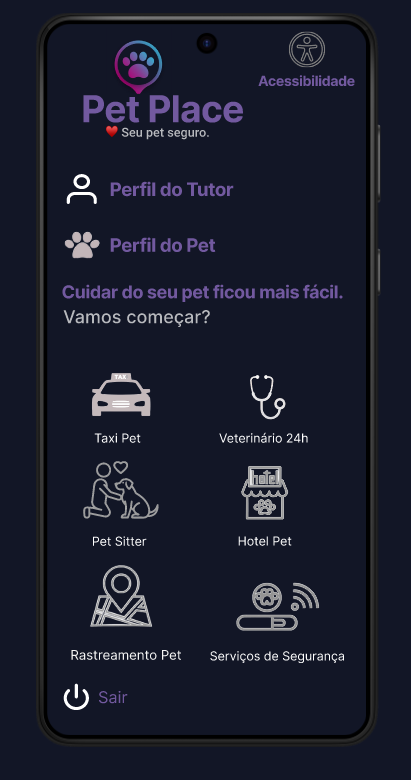 Acessibilidade
Pet Place
Seu pet seguro.
Perfil do Tutor
Perfil do Pet
Cuidar do seu pet ficou mais fácil.
Vamos começar?
TAXI
Taxi Pet
Veterinário 24h
hotel
Pet Sitter
Hotel Pet
Rastreamento Pet
Serviços de Segurança
Sair